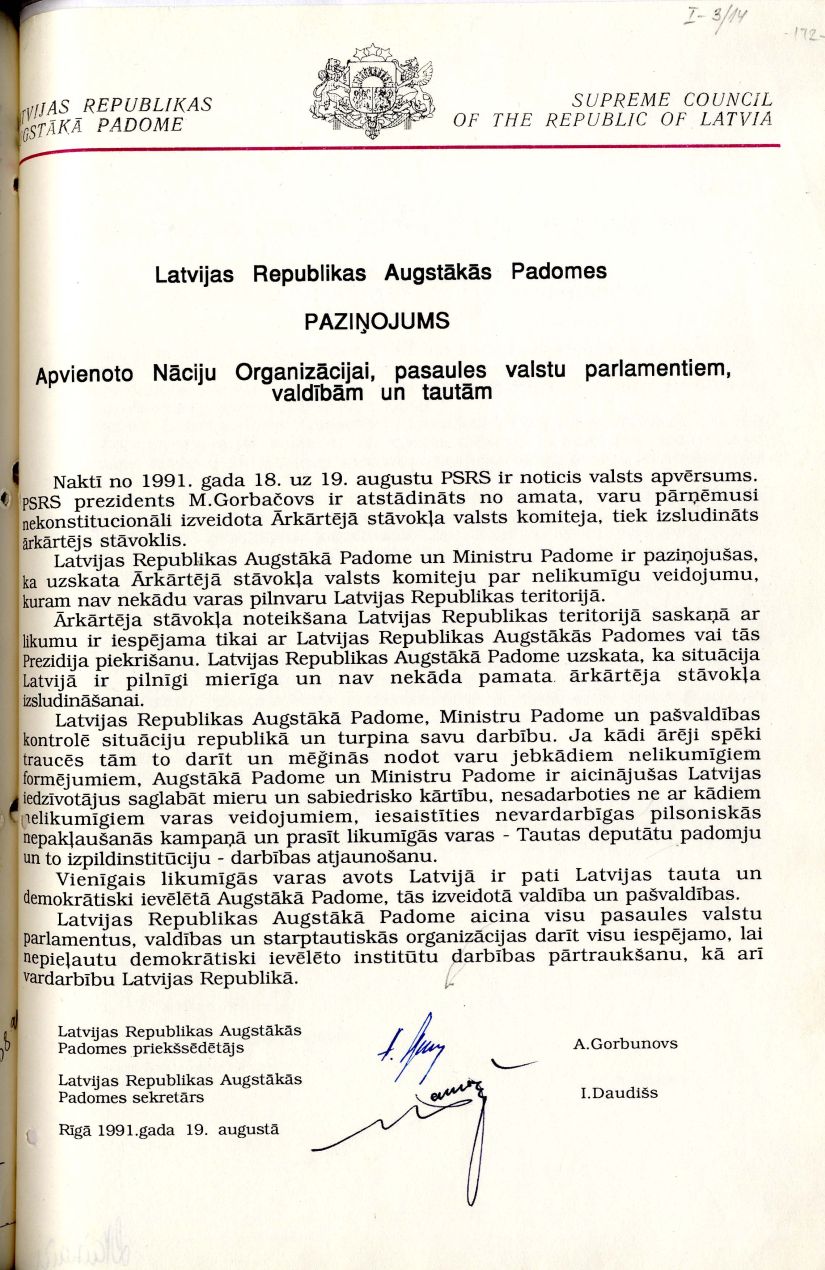 I-3/14
-172-
TVIJAS REPUBLIKAS
GSTĀKĀ PADOME
SUPREME COUNCIL
OF THE REPUBLIC OF LATVIA
Latvijas Republikas Augstākās Padomes
PAZIŅOJUMS
Apvienoto Nāciju Organizācijai, pasaules valstu parlamentiem,
valdībām un tautām
Naktī no 1991. gada 18. uz 19. augustu PSRS ir noticis valsts apvērsums.
PSRS prezidents M.Gorbačovs ir atstādināts no amata, varu pārņēmusi
nekonstitucionāli izveidota Ārkārtējā stāvokļa valsts komiteja, tiek izsludināts
ārkārtējs stāvoklis.
Latvijas Republikas Augstākā Padome un Ministru Padome ir paziņojušas,
ka uzskata Ārkārtējā stāvokļa valsts komiteju par nelikumīgu veidojumu,
kuram nav nekādu varas pilnvaru Latvijas Republikas teritorijā.
Ārkārtēja stāvokļa noteikšana Latvijas Republikas teritorijā saskaņā ar
likumu ir iespējama tikai ar Latvijas Republikas Augstākās Padomes vai tās
Prezidija piekrišanu. Latvijas Republikas Augstākā Padome uzskata, ka situācija
Latvijā ir pilnīgi mierīga un nav nekāda pamata ārkārtēja stāvokļa
izsludināšanai.
Latvijas Republikas Augstākā Padome, Ministru Padome un pašvaldības
kontrolē situāciju republikā un turpina savu darbību. Ja kādi ārēji spēki
traucēs tām to darīt un mēģinās nodot varu jebkādiem nelikumīgiem
formējumiem, Augstākā Padome un Ministru Padome ir aicinājušas Latvijas
iedzīvotājus saglabāt mieru un sabiedrisko kārtību, nesadarboties ne ar kādiem
nelikumīgiem varas veidojumiem, iesaistīties nevardarbīgas pilsoniskās
nepakļaušanās kampaņā un prasīt likumīgās varas - Tautas deputātu padomju
un to izpildinstitūciju - darbības atjaunošanu.
Vienīgais likumīgās varas avots Latvijā ir pati Latvijas tauta un
demokrātiski ievēlētā Augstākā Padome, tās izveidotā valdība un pašvaldības.
Latvijas Republikas Augstākā Padome aicina visu pasaules valstu
parlamentus, valdības un starptautiskās organizācijas darīt visu iespējamo, lai
nepieļautu demokrātiski ievēlēto institūtu darbības pārtraukšanu, kā arī
vardarbību Latvijas Republikā.
Latvijas Republikas Augstākās
Padomes priekšsēdētājs
A.Gorbunovs
Latvijas Republikas Augstākās
Padomes sekretārs
I.Daudišs
Rīgā 1991.gada 19. augustā